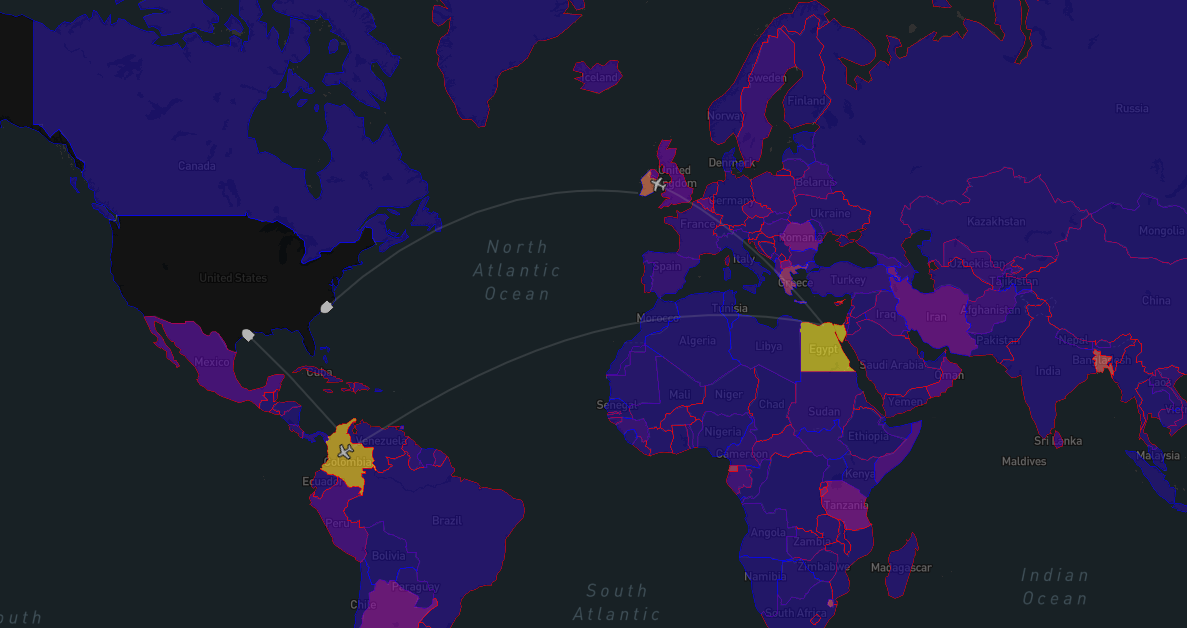 Iceland
Sweden
Finland
Norway
Russia
Canada
Denmark
United
Kingdom
Belarus
Germany
Ukraine
France
Kazakhstan
Mongolia
Romania
North
Atlantic
Ocean
Italy
Spain
Uzbekistan
United States
Greece
Turkey
Tajikistan
China
Tunisia
Morocco
Iraq
Iran
Afghanistan
Algeria
Libya
Egypt
Pakistan
Nepal
Mexico
Cuba
Saudi Arabia
Bangladesh
India
Oman
Laos
Mali
Niger
Chad
Senegal
Sudan
Yemen
Viet
Nigeria
Ethiopia
Venezuela
Sri Lanka
Cameroon
Malaysia
Colombia
Maldives
Ecuador
Kenya
Peru
Brazil
Tanzania
Angola
Zambia
Bolivia
Zimbabwe
Madagascar
Namibia
Indian
Ocean
Paraguay
South
Atlantic
Chile
South Africa
outh